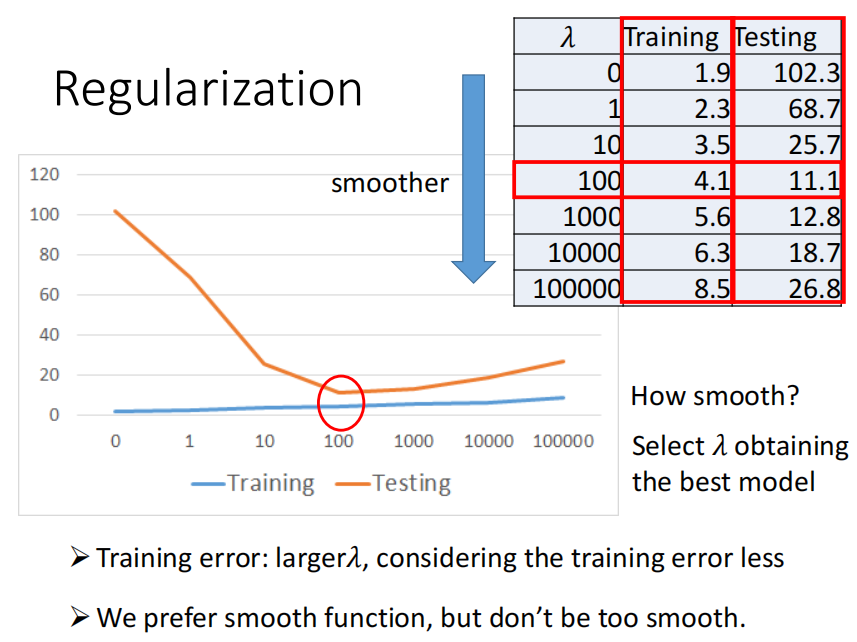 Regularization
λ Training Testing
0 1.9 102.3
1 2.3 68.7
10 3.5 25.7
100 4.1 11.1
1000 5.6 12.8
10000 6.3 18.7
100000 8.5 26.8
smoother
120
100
80
60
40
20
0
0 1 10 100 1000 10000 100000
Training Testing
How smooth?
Select λ obtaining
the best model
➢ Training error: largerλ, considering the training error less
➢ We prefer smooth function, but don’t be too smooth.